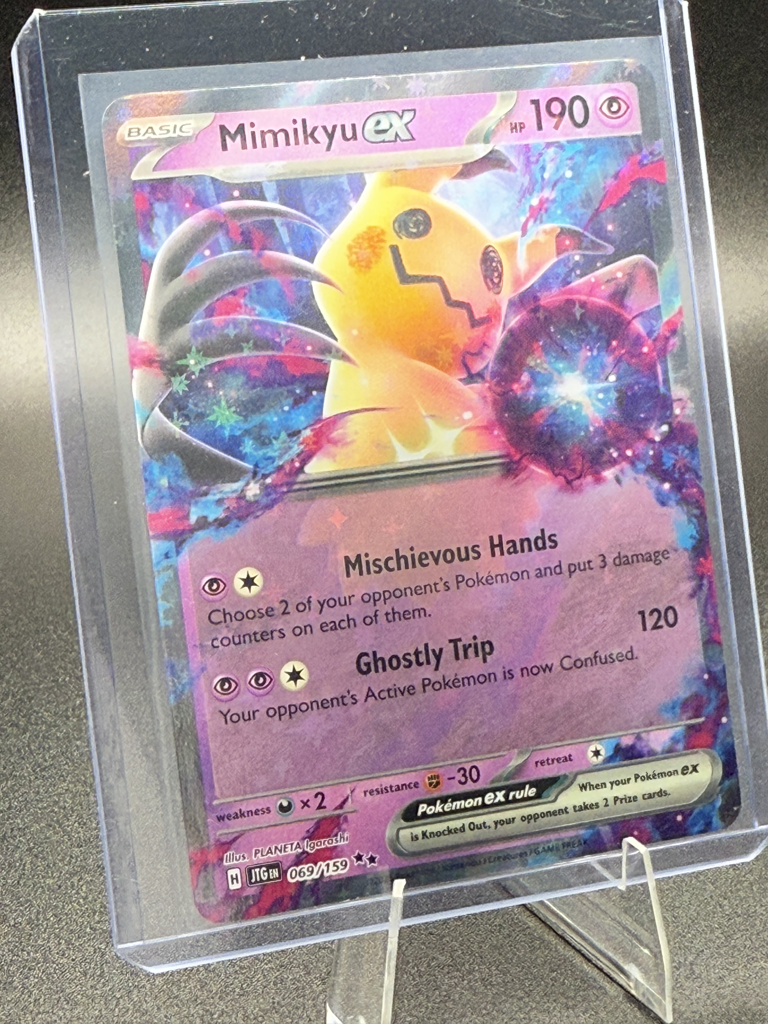 BASIC Mimikyu ex HP 190
Mischievous Hands
Choose 2 of your opponent's Pokémon and put 3 damage
counters on each of them.
Ghostly Trip 120
Your opponent's Active Pokémon is now Confused.
weakness ×2 resistance -30 retreat
Pokémon ex rule When your Pokémon ex
is Knocked Out, your opponent takes 2 Prize cards.
Illus. PLANETA Igarashi
H JTG EN 069/159
Creatures / GAME FREAK